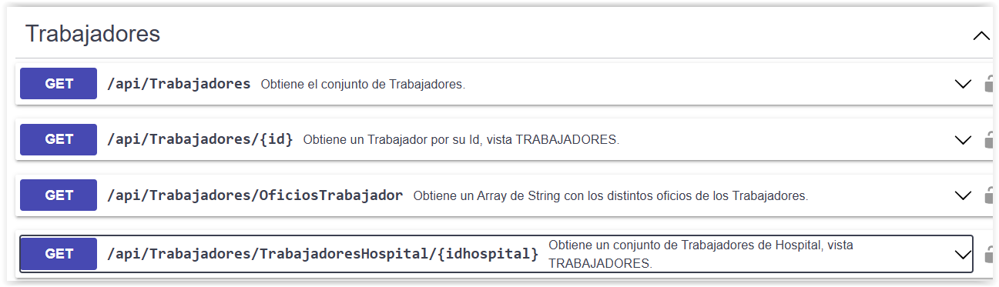 Trabajadores
GET /api/Trabajadores Obtiene el conjunto de Trabajadores.
GET /api/Trabajadores/{id} Obtiene un Trabajador por su Id, vista TRABAJADORES.
GET /api/Trabajadores/OficiosTrabajador Obtiene un Array de String con los distintos oficios de los Trabajadores.
GET /api/Trabajadores/TrabajadoresHospital/{idhospital} Obtiene un conjunto de Trabajadores de Hospital, vista
TRABAJADORES.